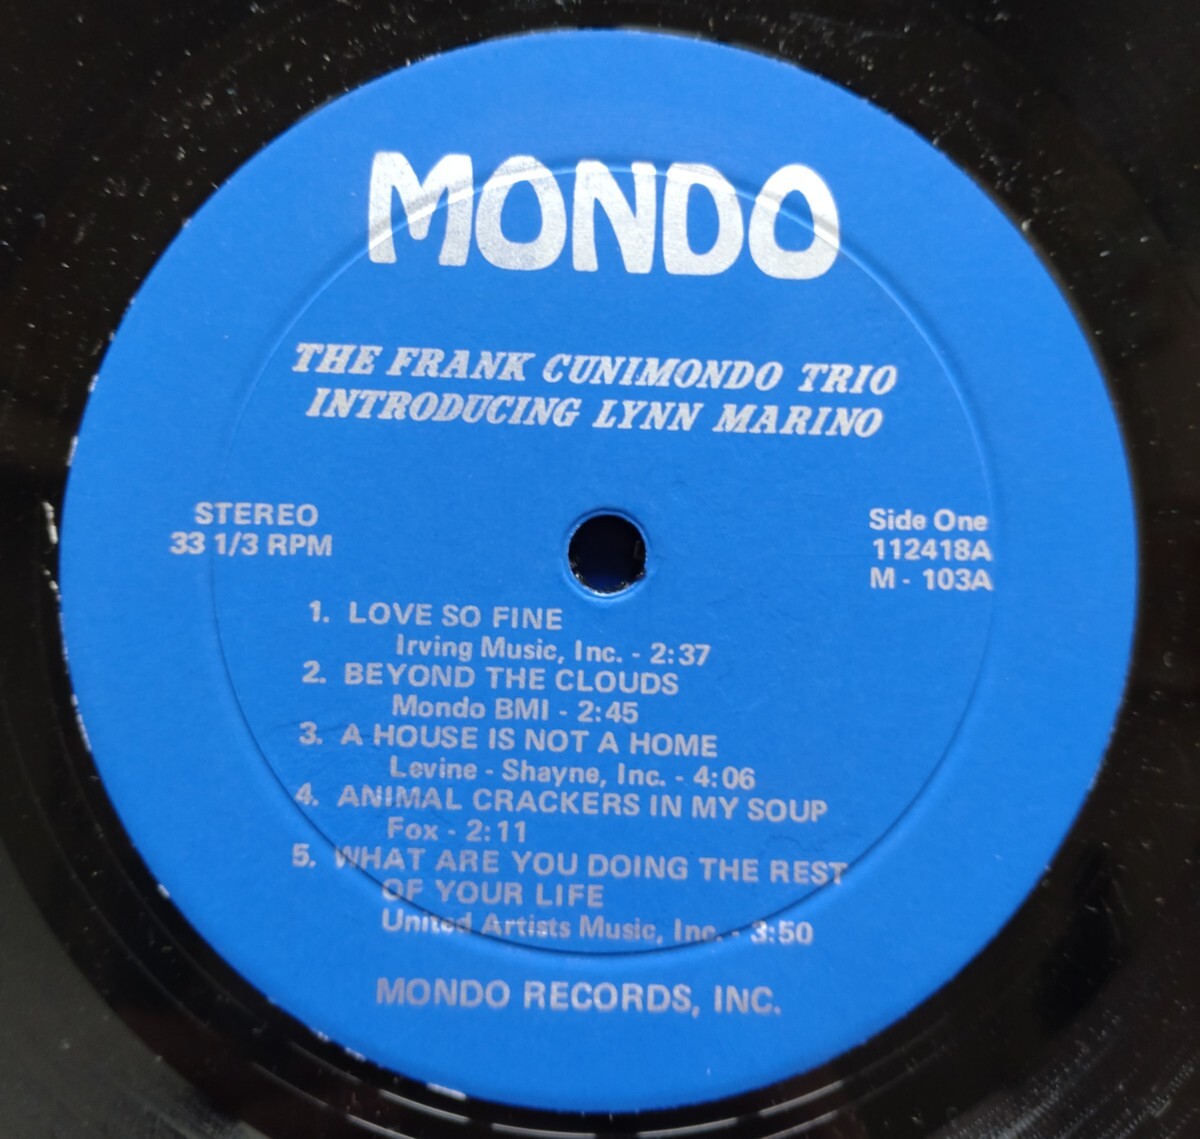 MONDO
THE FRANK CUNIMONDO TRIO
INTRODUCING LYNN MARINO
STEREO
33 1/3 RPM
Side One
112418A
M - 103A
1. LOVE SO FINE
Irving Music, Inc. - 2:37
2. BEYOND THE CLOUDS
Mondo BMI - 2:45
3. A HOUSE IS NOT A HOME
Levine - Shayne, Inc. - 4:06
4. ANIMAL CRACKERS IN MY SOUP
Fox - 2:11
5. WHAT ARE YOU DOING THE REST
OF YOUR LIFE
United Artists Music, Inc. - 3:50
MONDO RECORDS, INC.